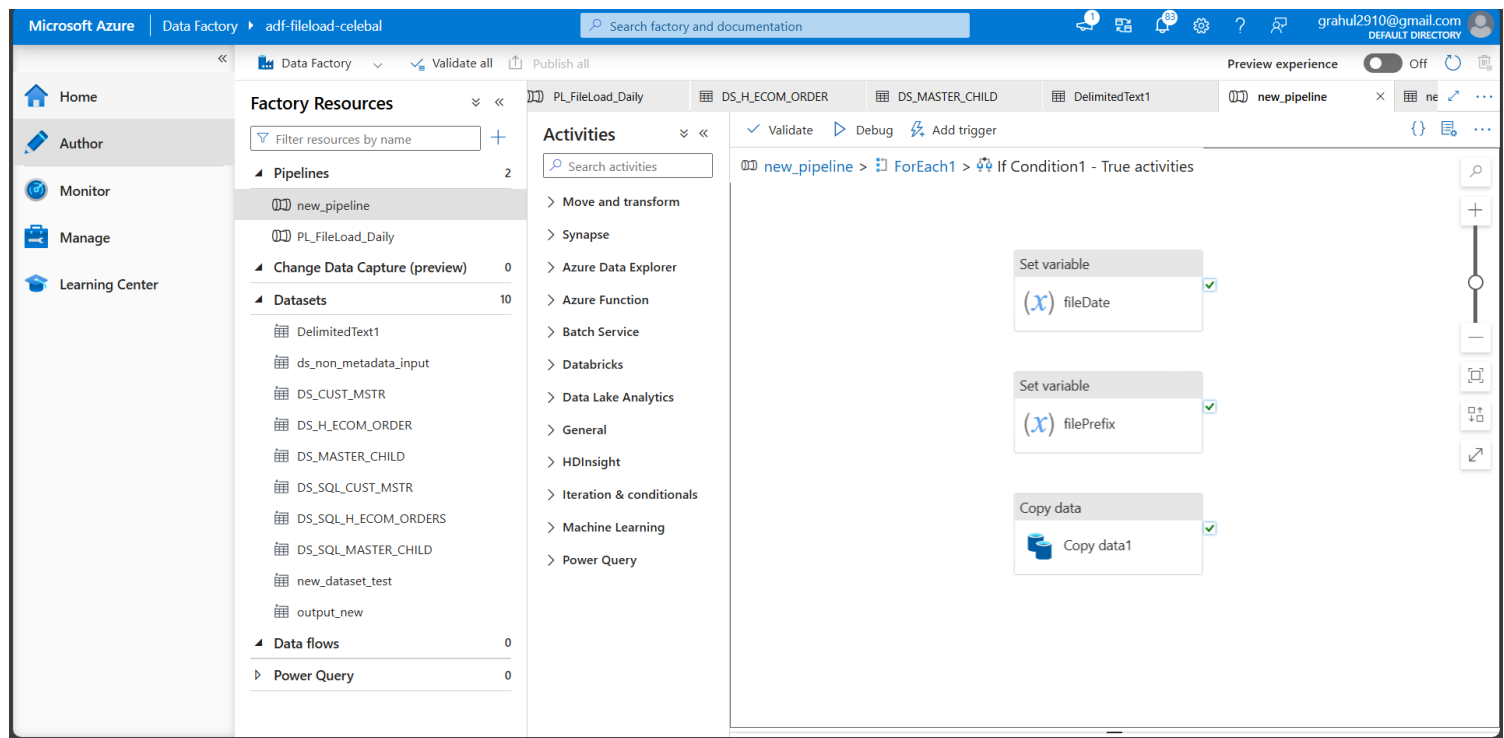 Microsoft Azure
Data Factory
adf-fileload-celebal
Search factory and documentation
1
83
grahul2910@gmail.com
DEFAULT DIRECTORY
Data Factory
Validate all
Publish all
Preview experience
Off
Home
Author
Monitor
Manage
Learning Center
Factory Resources
Filter resources by name
Pipelines 2
new_pipeline
PL_FileLoad_Daily
Change Data Capture (preview) 0
Datasets 10
DelimitedText1
ds_non_metadata_input
DS_CUST_MSTR
DS_H_ECOM_ORDER
DS_MASTER_CHILD
DS_SQL_CUST_MSTR
DS_SQL_H_ECOM_ORDERS
DS_SQL_MASTER_CHILD
new_dataset_test
output_new
Data flows 0
Power Query 0
PL_FileLoad_Daily
DS_H_ECOM_ORDER
DS_MASTER_CHILD
DelimitedText1
new_pipeline
ne
Activities
Search activities
Move and transform
Synapse
Azure Data Explorer
Azure Function
Batch Service
Databricks
Data Lake Analytics
General
HDInsight
Iteration & conditionals
Machine Learning
Power Query
Validate
Debug
Add trigger
new_pipeline > ForEach1 > If Condition1 - True activities
Set variable
(x) fileDate
Set variable
(x) filePrefix
Copy data
Copy data1